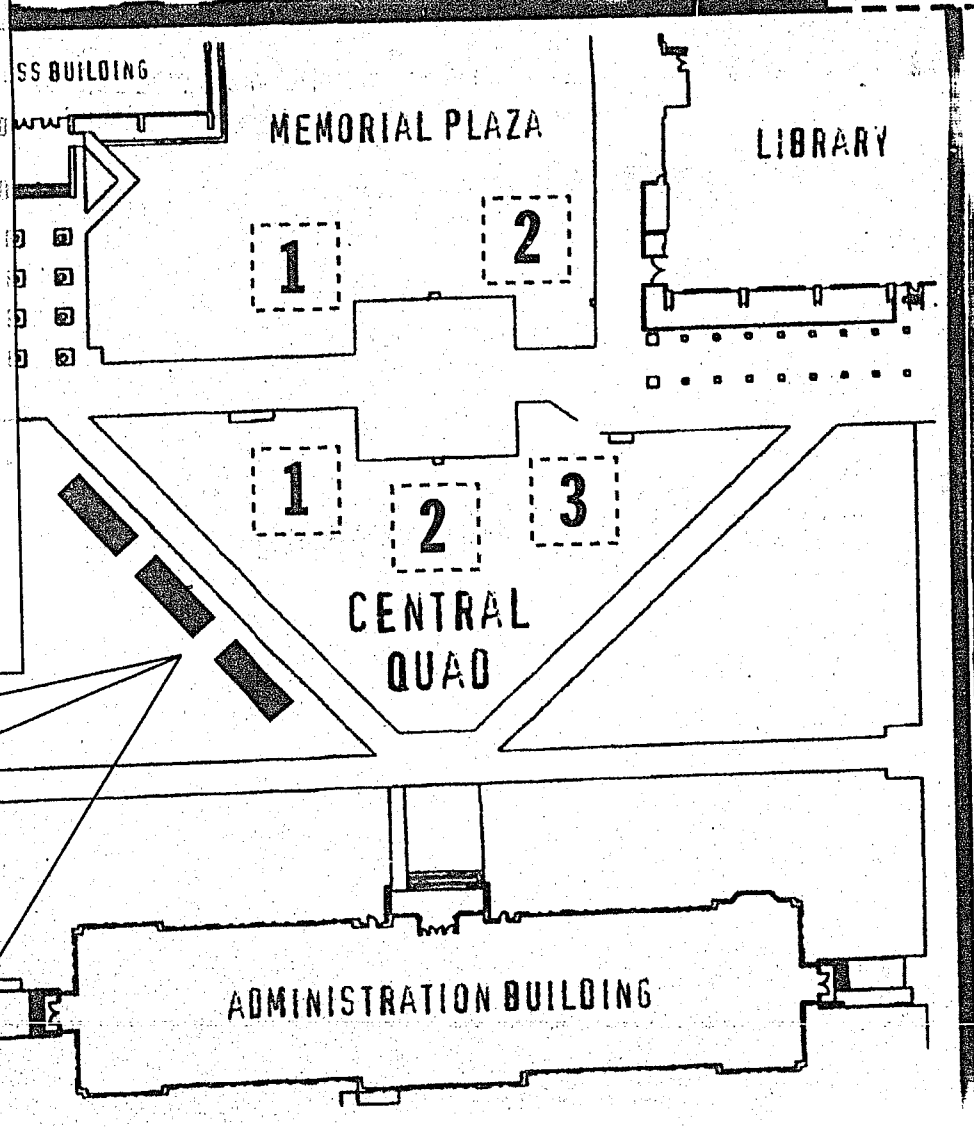 SS BUILDING
MEMORIAL PLAZA
LIBRARY
1
2
1
2
3
CENTRAL
QUAD
ADMINISTRATION BUILDING